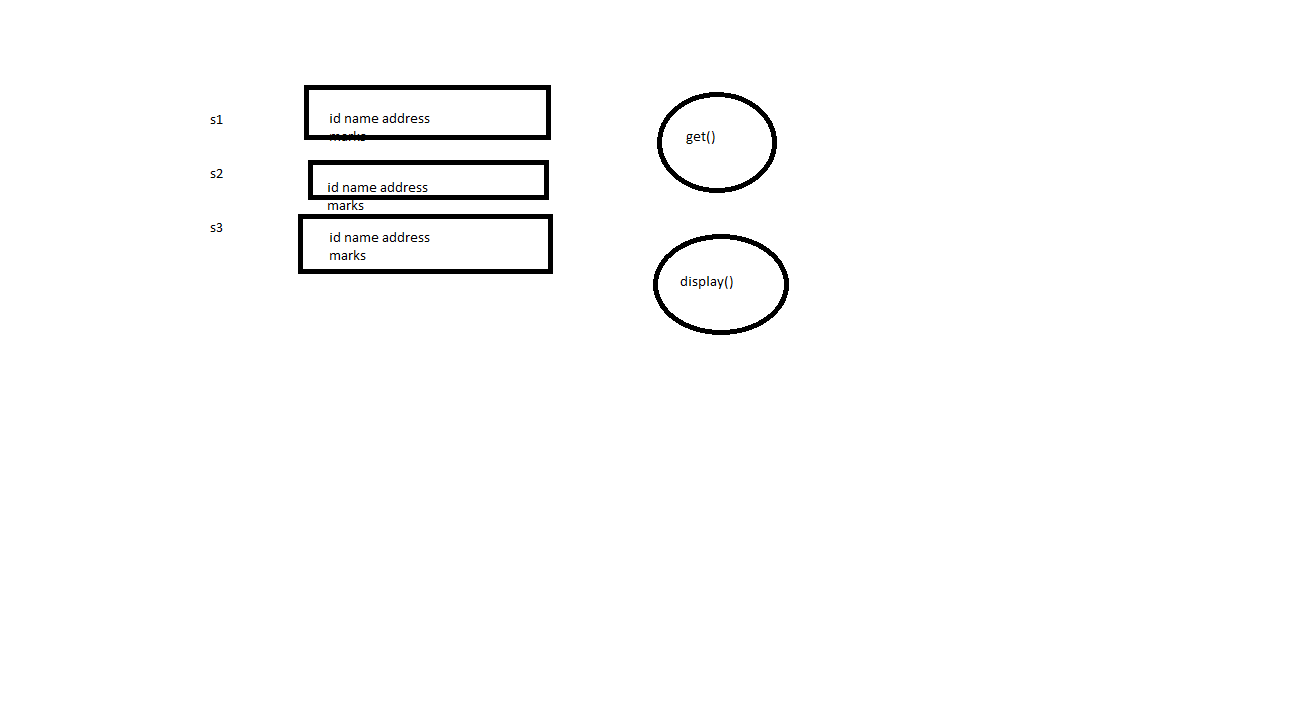 s1
id name address
marks
s2
id name address
marks
s3
id name address
marks
get()
display()